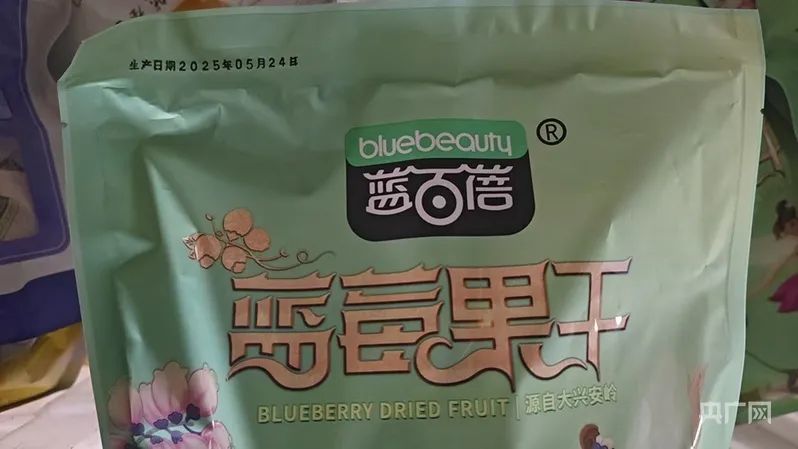 生产日期2025年05月24日
bluebeauty
®
蓝百蓓
蓝莓果干
BLUEBERRY DRIED FRUIT | 源自大兴安岭
央广网